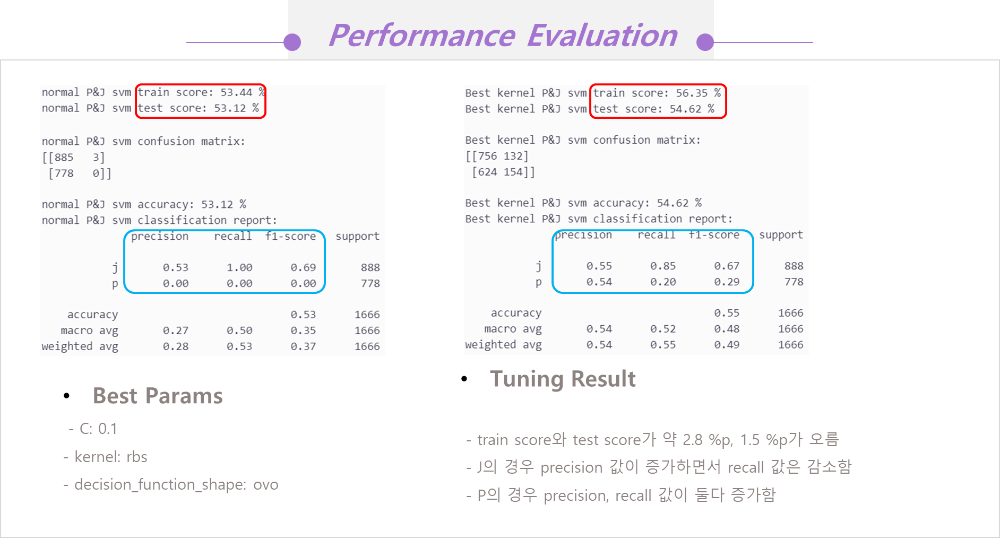 Performance Evaluation
normal P&J svm train score: 53.44 %
normal P&J svm test score: 53.12 %
normal P&J svm confusion matrix:
[[885   3]
 [778   0]]
normal P&J svm accuracy: 53.12 %
normal P&J svm classification report:
precision recall f1-score support
j 0.53 1.00 0.69 888
p 0.00 0.00 0.00 778
accuracy 0.53 1666
macro avg 0.27 0.50 0.35 1666
weighted avg 0.28 0.53 0.37 1666
• Best Params
- C: 0.1
- kernel: rbs
- decision_function_shape: ovo
Best kernel P&J svm train score: 56.35 %
Best kernel P&J svm test score: 54.62 %
Best kernel P&J svm confusion matrix:
[[756 132]
 [624 154]]
Best kernel P&J svm accuracy: 54.62 %
Best kernel P&J svm classification report:
precision recall f1-score support
j 0.55 0.85 0.67 888
p 0.54 0.20 0.29 778
accuracy 0.55 1666
macro avg 0.54 0.52 0.48 1666
weighted avg 0.54 0.55 0.49 1666
• Tuning Result
- train score와 test score가 약 2.8 %p, 1.5 %p가 오름
- J의 경우 precision 값이 증가하면서 recall 값은 감소함
- P의 경우 precision, recall 값이 둘다 증가함